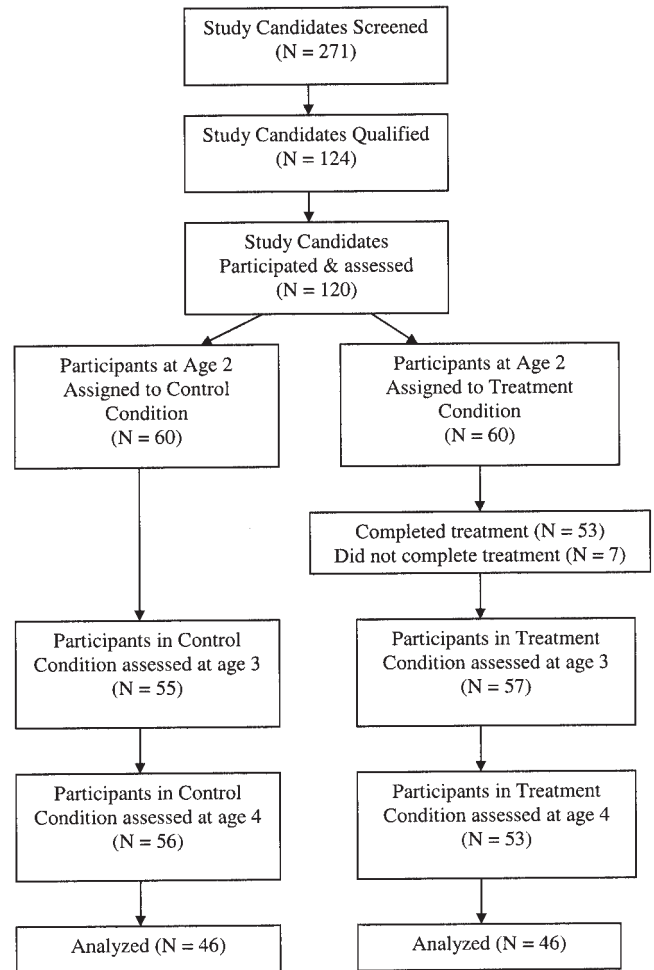 Study Candidates Screened
(N = 271)
Study Candidates Qualified
(N = 124)
Study Candidates
Participated & assessed
(N = 120)
Participants at Age 2
Assigned to Control
Condition
(N = 60)
Participants at Age 2
Assigned to Treatment
Condition
(N = 60)
Completed treatment (N = 53)
Did not complete treatment (N = 7)
Participants in Control
Condition assessed at age 3
(N = 55)
Participants in Treatment
Condition assessed at age 3
(N = 57)
Participants in Control
Condition assessed at age 4
(N = 56)
Participants in Treatment
Condition assessed at age 4
(N = 53)
Analyzed (N = 46)
Analyzed (N = 46)